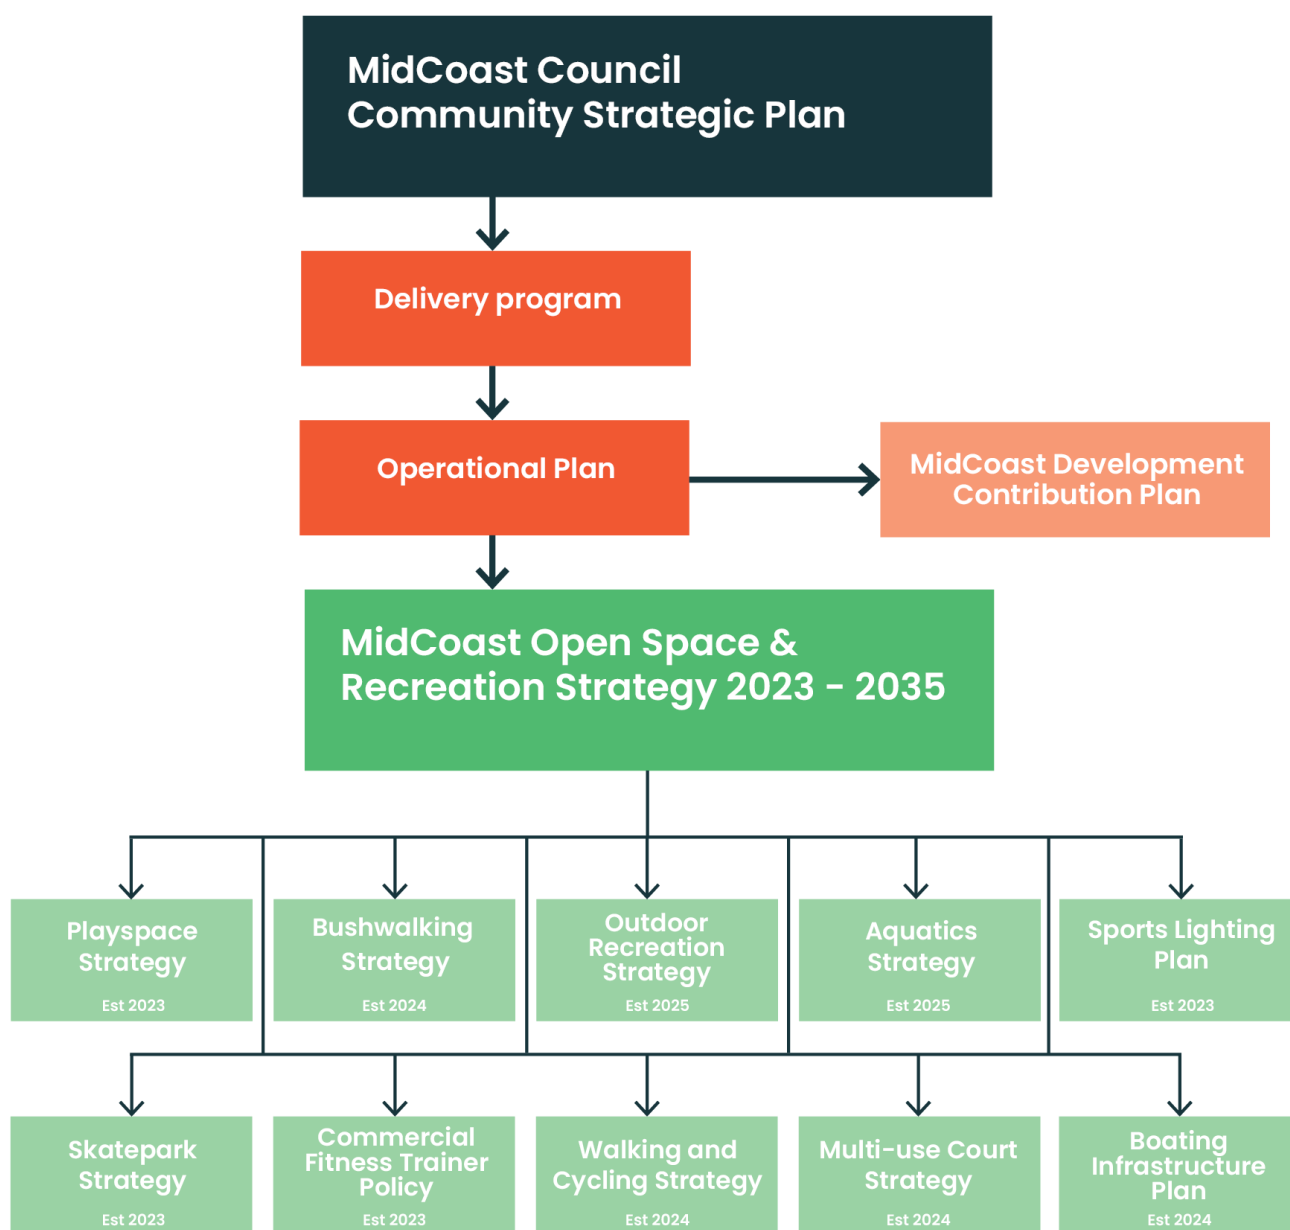 MidCoast Council
Community Strategic Plan
Delivery program
Operational Plan
MidCoast Development
Contribution Plan
MidCoast Open Space &
Recreation Strategy 2023 - 2035
Playspace
Strategy
Est 2023
Bushwalking
Strategy
Est 2024
Outdoor
Recreation
Strategy
Est 2025
Aquatics
Strategy
Est 2025
Sports Lighting
Plan
Est 2023
Skatepark
Strategy
Est 2023
Commercial
Fitness Trainer
Policy
Est 2023
Walking and
Cycling Strategy
Est 2024
Multi-use Court
Strategy
Est 2024
Boating
Infrastructure
Plan
Est 2024